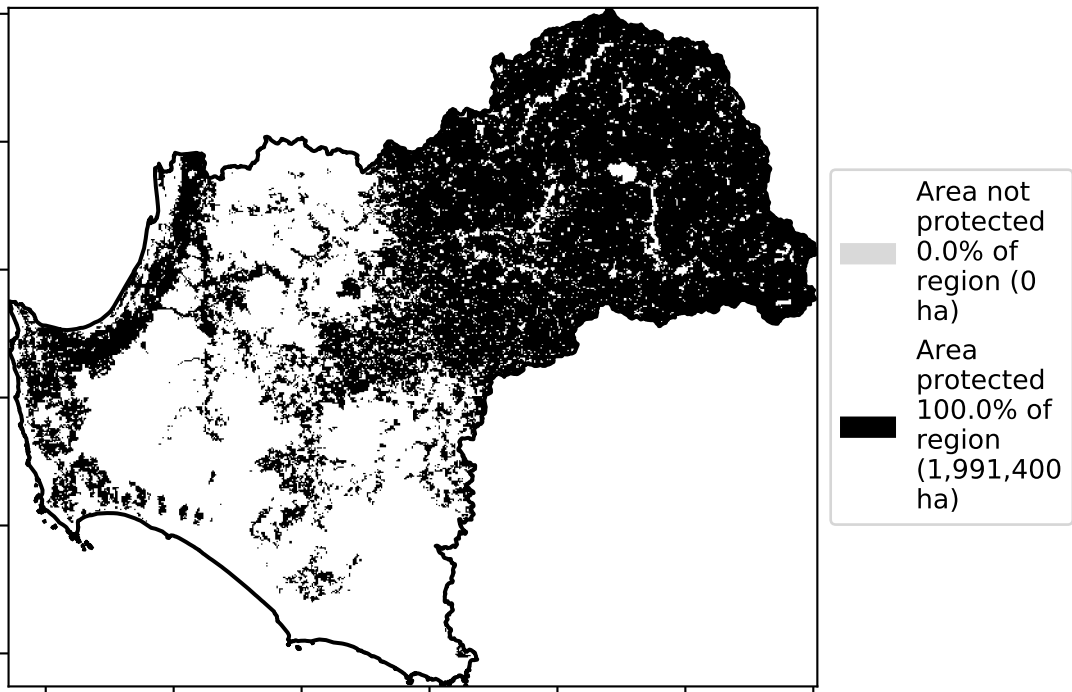 Area not
protected
0.0% of
region (0
ha)
Area
protected
100.0% of
region
(1,991,400
ha)